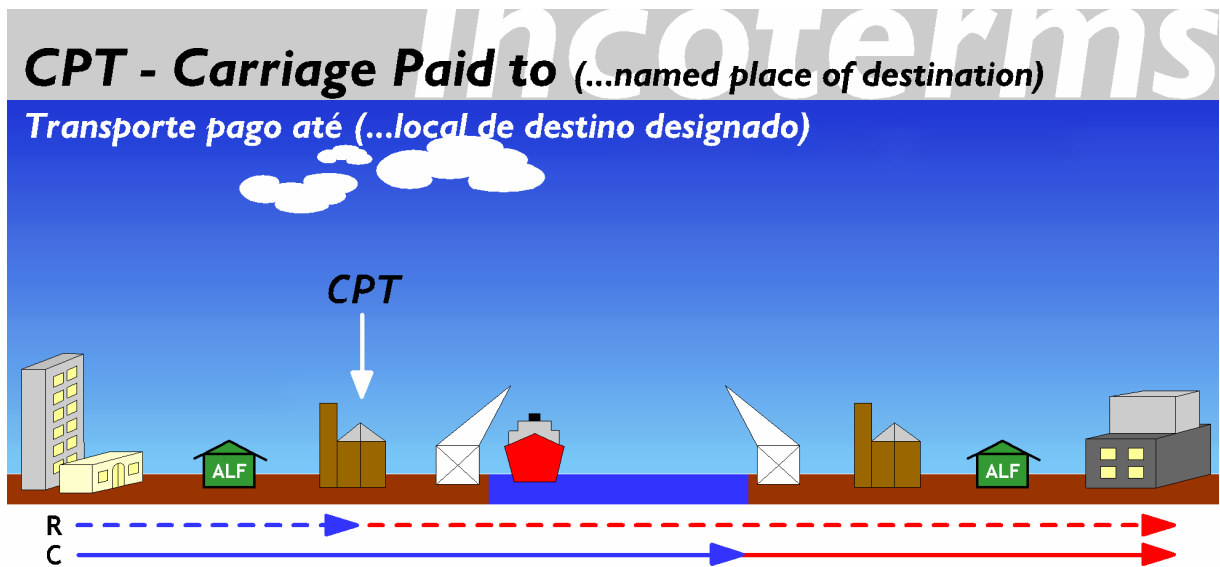 Incoterms
CPT - Carriage Paid to (...named place of destination)
Transporte pago até (...local de destino designado)
CPT
ALF
ALF
R
C